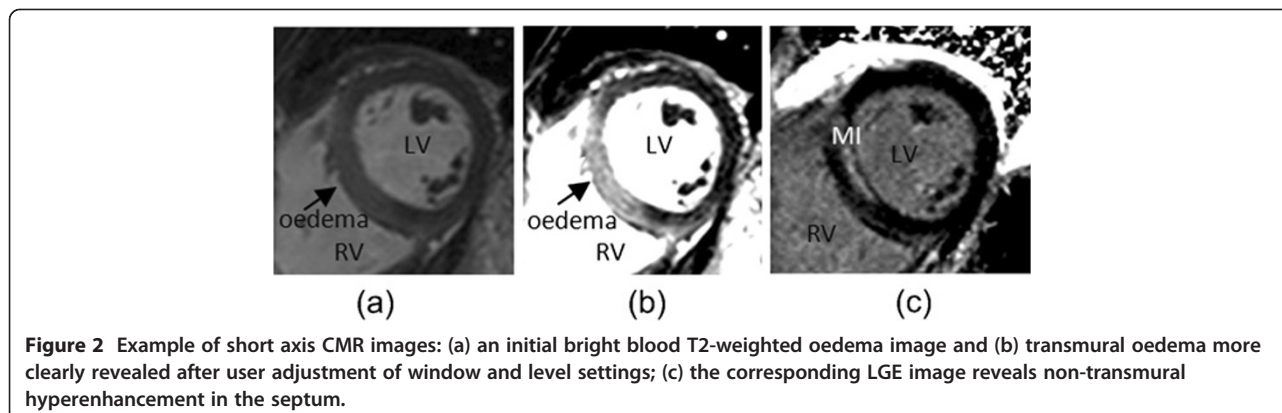 LV
oedema
RV
(a)
LV
oedema
RV
(b)
MI
LV
RV
(c)
Figure 2 Example of short axis CMR images: (a) an initial bright blood T2-weighted oedema image and (b) transmural oedema more
clearly revealed after user adjustment of window and level settings; (c) the corresponding LGE image reveals non-transmural
hyperenhancement in the septum.